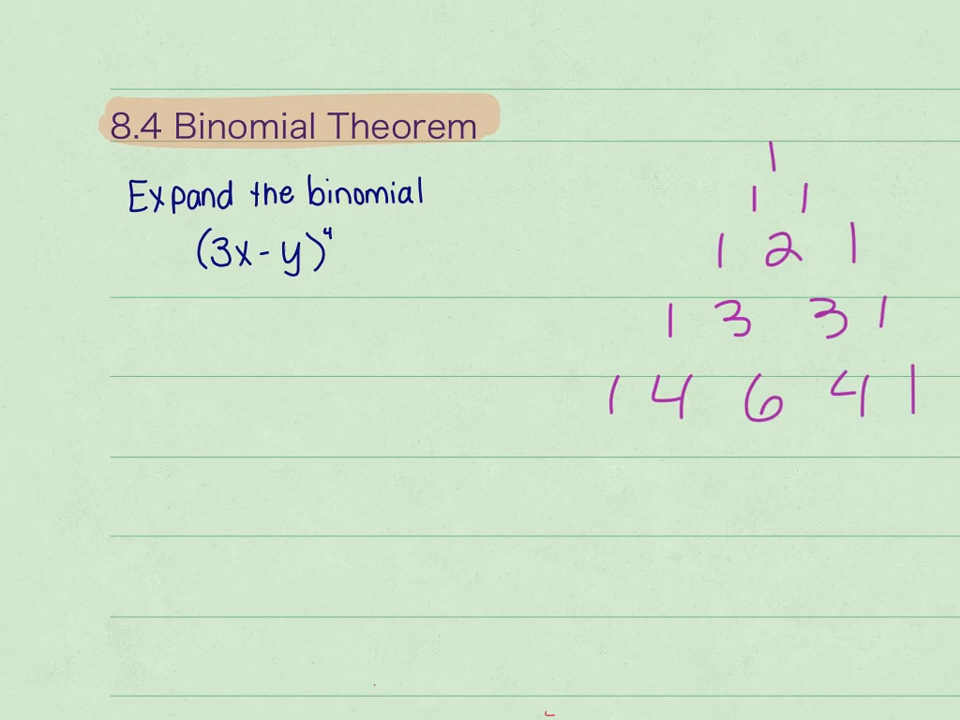 8.4 Binomial Theorem
Expand the binomial
(3x-y)⁴
1
1 1
1 2 1
1 3 3 1
1 4 6 4 1